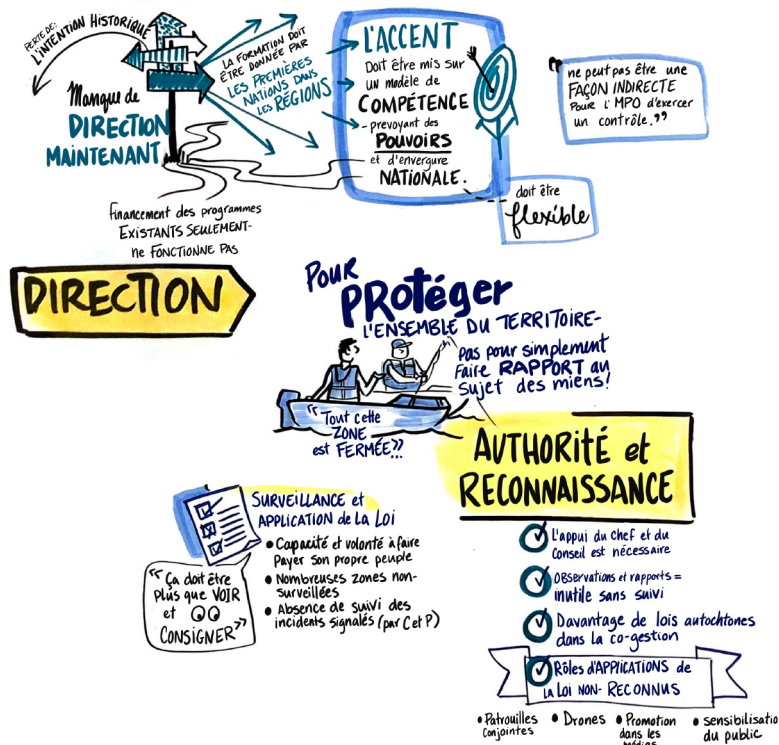 PERTE DE:
L'INTENTION HISTORIQUE
Manque de
DIRECTION
MAINTENANT
LA FORMATION DOIT
ÊTRE DONNÉE PAR
LES PREMIÈRES
NATIONS DANS
LES RÉGIONS
L'ACCENT
Doit être mis sur
un modèle de
COMPÉTENCE
- prevoyant des
POUVOIRS
et d'envergure
NATIONALE.
doit être
flexible
" ne peut pas être une
FAÇON INDIRECTE
POUR L'MPO d'exercer
un contrôle."
Financement des programmes
EXISTANTS SEULEMENT-
ne FONCTIONNE PAS
DIRECTION
POUR
PROTÉGER
L'ENSEMBLE DU TERRITOIRE-
pas pour simplement
Faire RAPPORT au
sujet des miens!
"Tout cette
ZONE
est FERMÉE"
AUTHORITÉ et
RECONNAISSANCE
L'appui du chef et du
Conseil est nécessaire
OBservations et rapports =
inutile sans suivi
Davantage de lois autochtones
dans la co-gestion
Rôles d'APPLICATIONS de
LA Loi NON-RECONNUS
• Patrouilles
Conjointes
• Drones
• Promotion
dans les
médias
• sensibilisatio
du public
SURVEILLANCE et
APPLICATION de La Loi
• Capacité et volonté à faire
Payer son propre peuple
• Nombreuses zones non-
surveillées
• Absence de suivi des
incidents signalés (par C et P)
"Ça doit être
plus que VOIR
et
CONSIGNER"